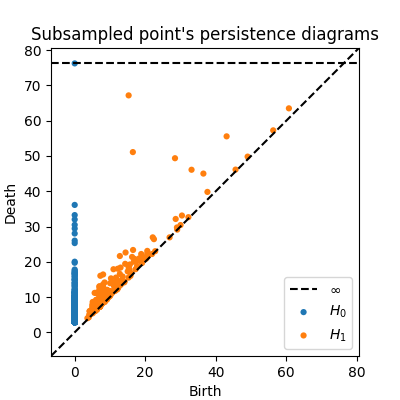 Subsampled point's persistence diagrams
80
70
60
50
40
30
20
10
0
Death
0 20 40 60 80
Birth
∞
H₀
H₁